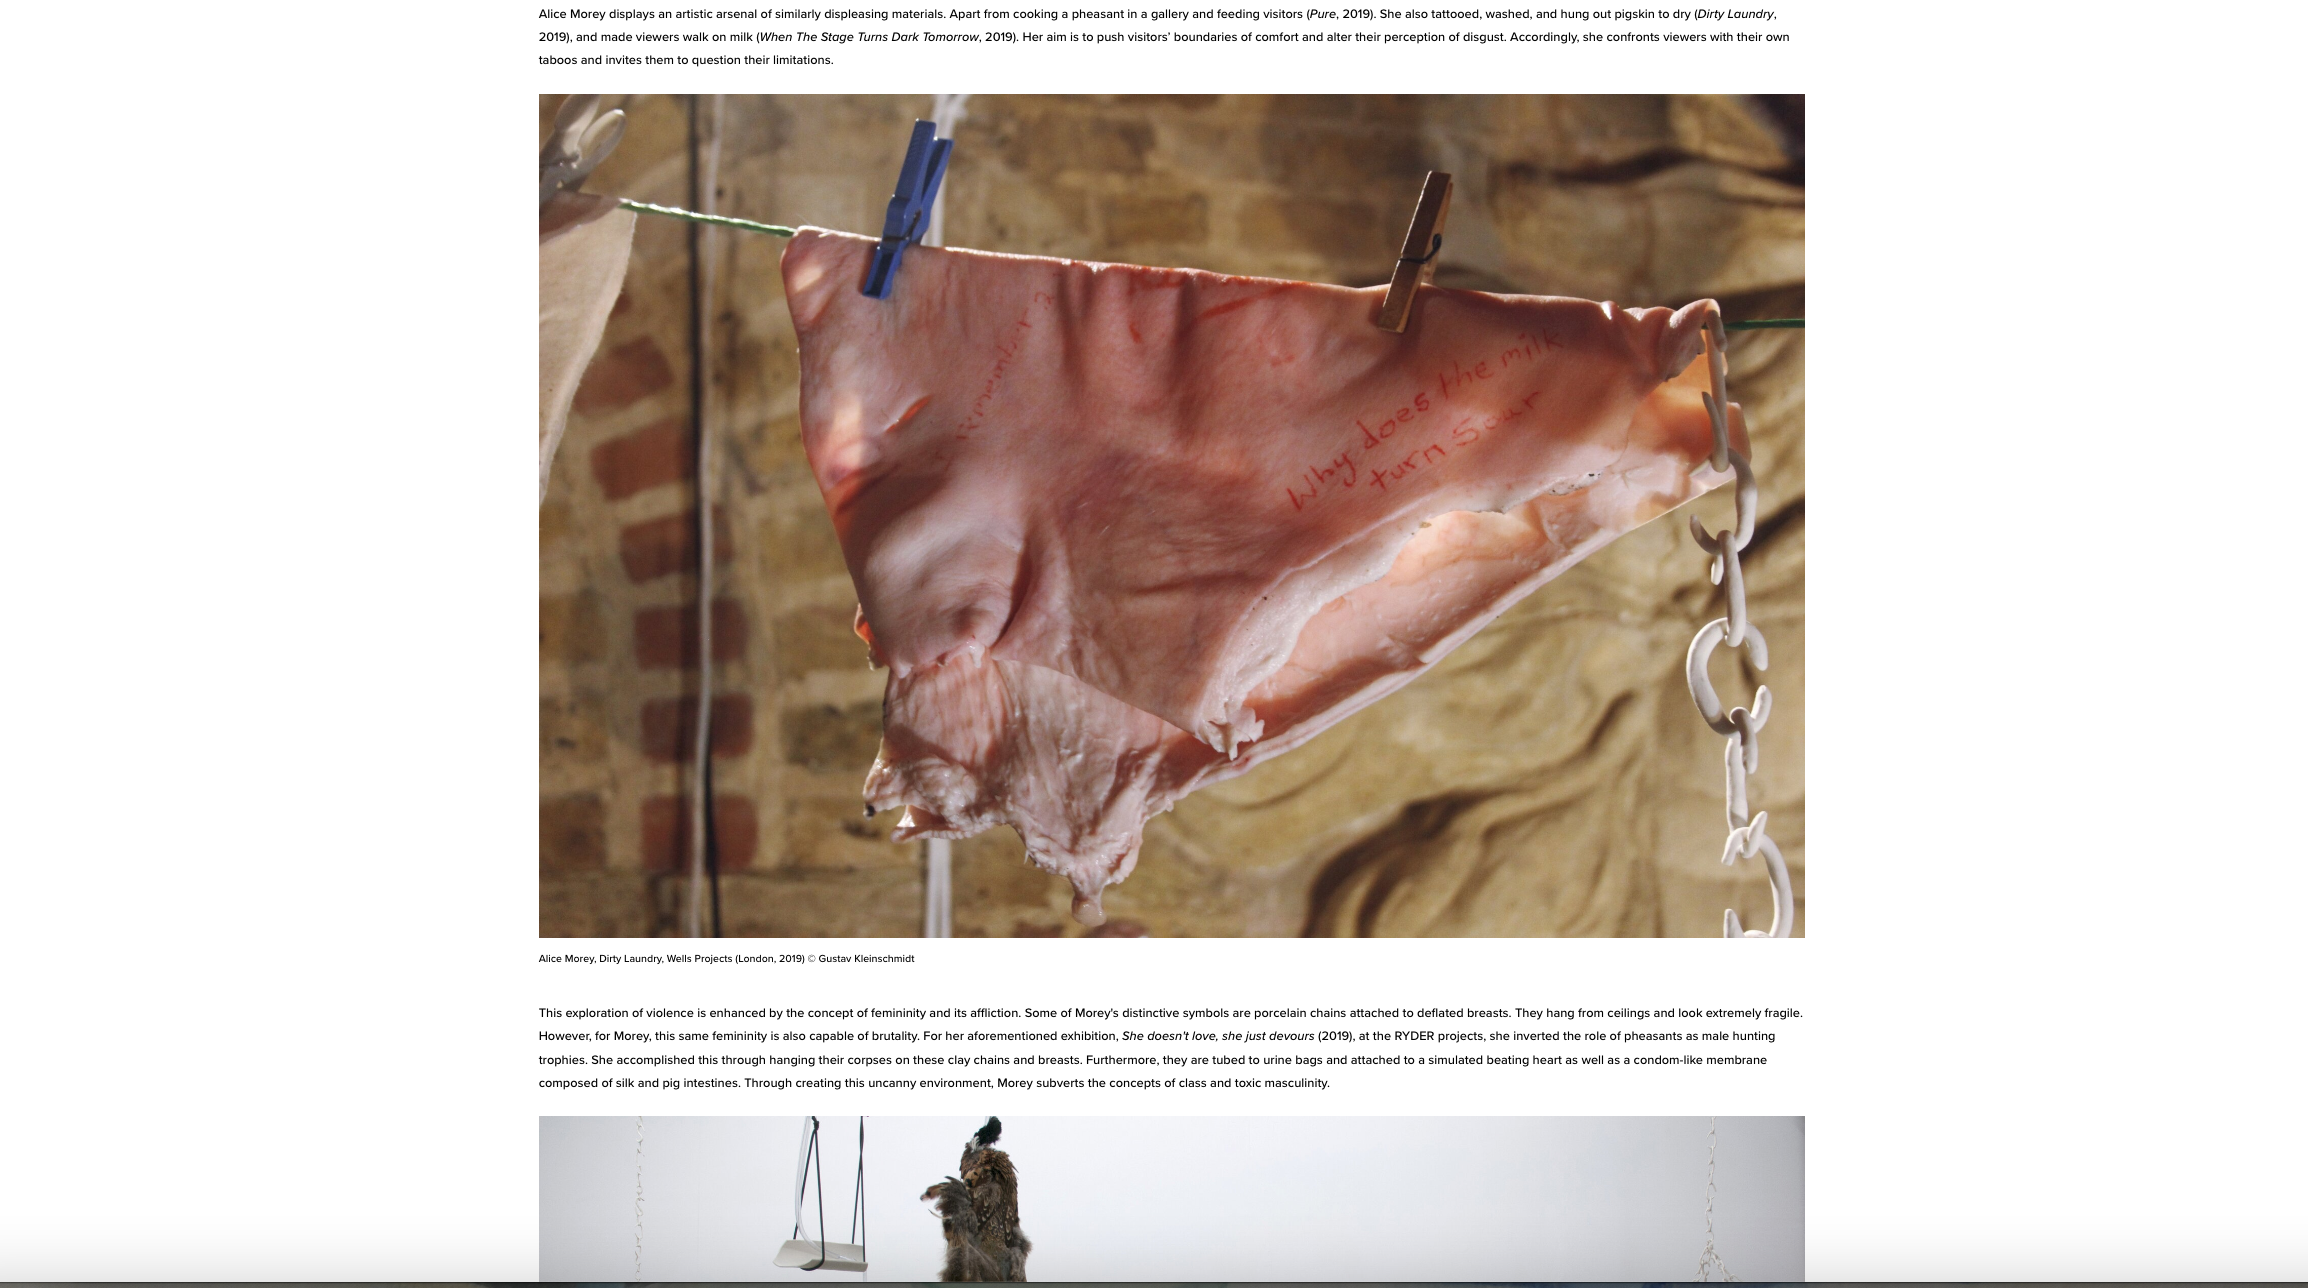 Alice Morey displays an artistic arsenal of similarly displeasing materials. Apart from cooking a pheasant in a gallery and feeding visitors (Pure, 2019). She also tattooed, washed, and hung out pigskin to dry (Dirty Laundry,
2019), and made viewers walk on milk (When The Stage Turns Dark Tomorrow, 2019). Her aim is to push visitors' boundaries of comfort and alter their perception of disgust. Accordingly, she confronts viewers with their own
taboos and invites them to question their limitations.
Why does the milk
turn sour
Alice Morey, Dirty Laundry, Wells Projects (London, 2019) © Gustav Kleinschmidt
This exploration of violence is enhanced by the concept of femininity and its affliction. Some of Morey's distinctive symbols are porcelain chains attached to deflated breasts. They hang from ceilings and look extremely fragile.
However, for Morey, this same femininity is also capable of brutality. For her aforementioned exhibition, She doesn't love, she just devours (2019), at the RYDER projects, she inverted the role of pheasants as male hunting
trophies. She accomplished this through hanging their corpses on these clay chains and breasts. Furthermore, they are tubed to urine bags and attached to a simulated beating heart as well as a condom-like membrane
composed of silk and pig intestines. Through creating this uncanny environment, Morey subverts the concepts of class and toxic masculinity.